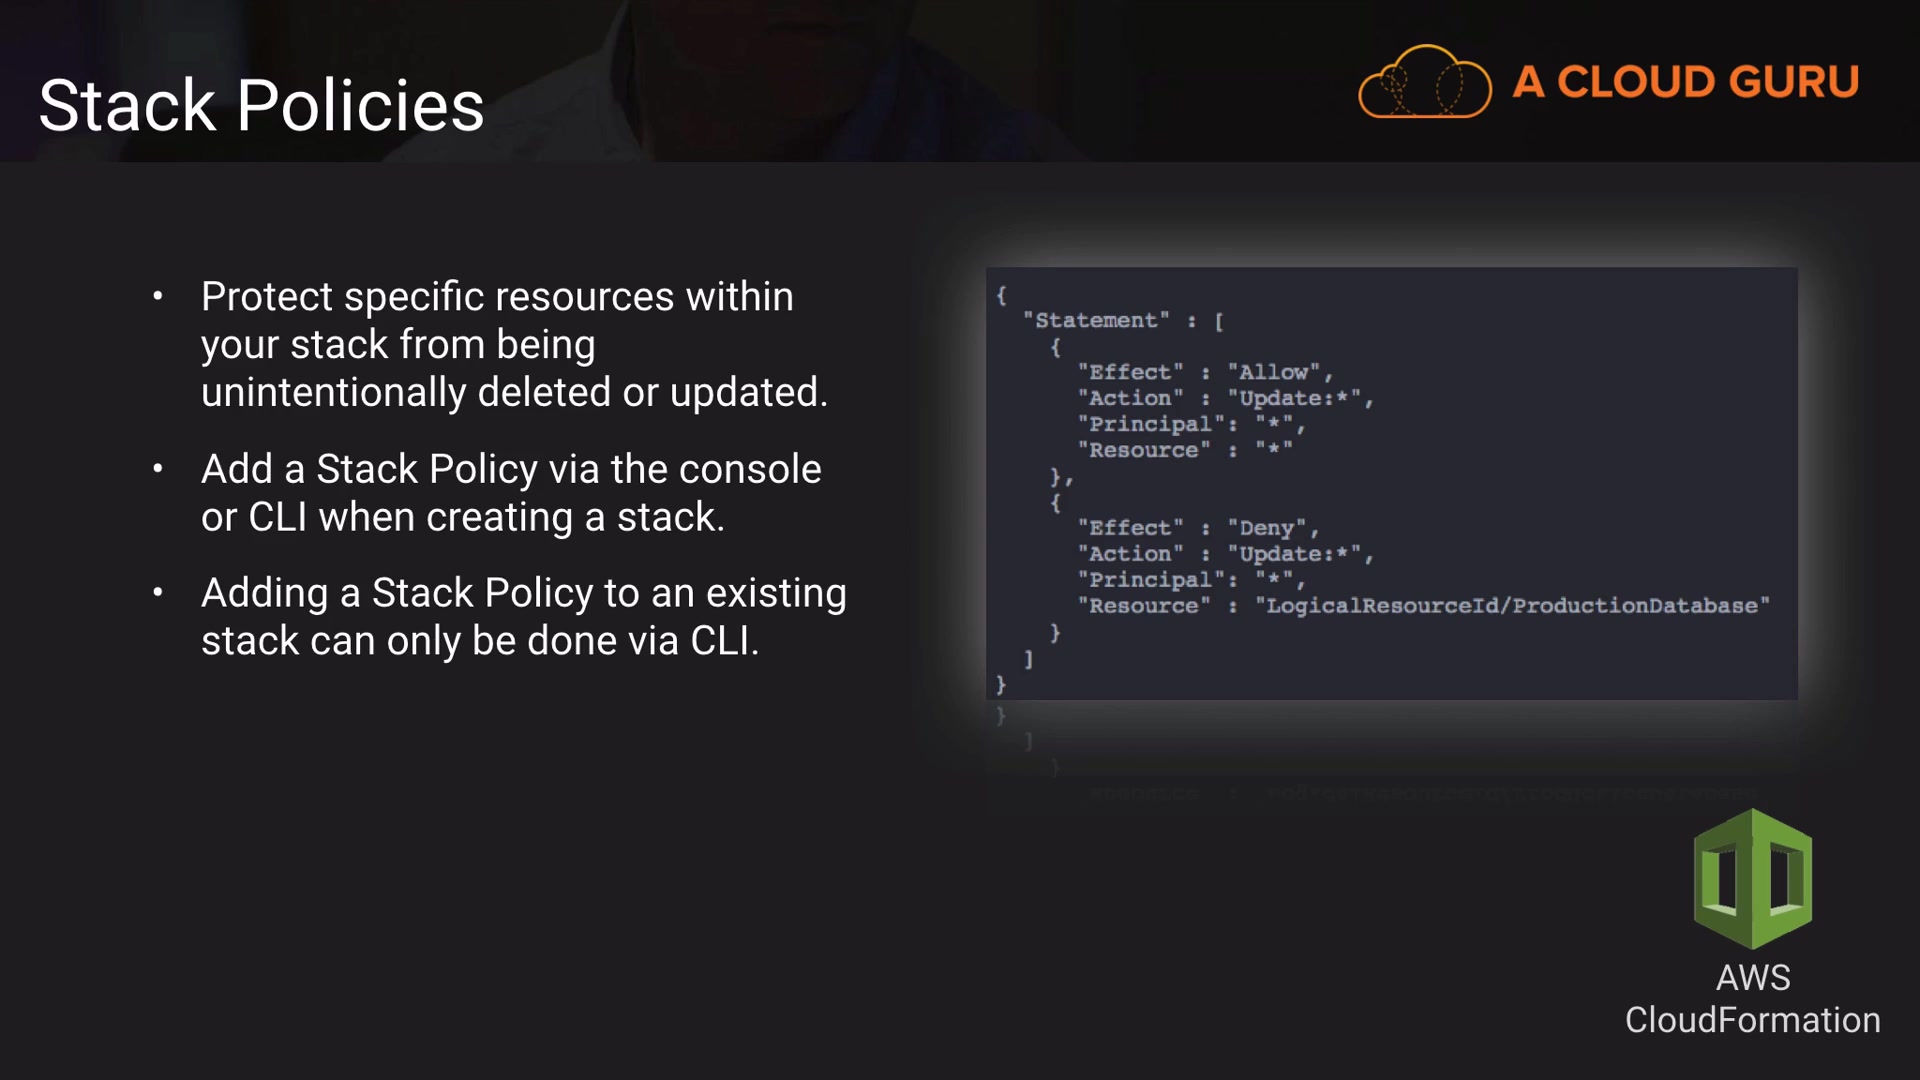 Stack Policies
A CLOUD GURU
• Protect specific resources within
your stack from being
unintentionally deleted or updated.
• Add a Stack Policy via the console
or CLI when creating a stack.
• Adding a Stack Policy to an existing
stack can only be done via CLI.
{
"Statement" : [
{
"Effect" : "Allow",
"Action" : "Update:*",
"Principal": "*",
"Resource" : "*"
},
{
"Effect" : "Deny",
"Action" : "Update:*",
"Principal": "*",
"Resource" : "LogicalResourceId/ProductionDatabase"
}
]
}
AWS
CloudFormation